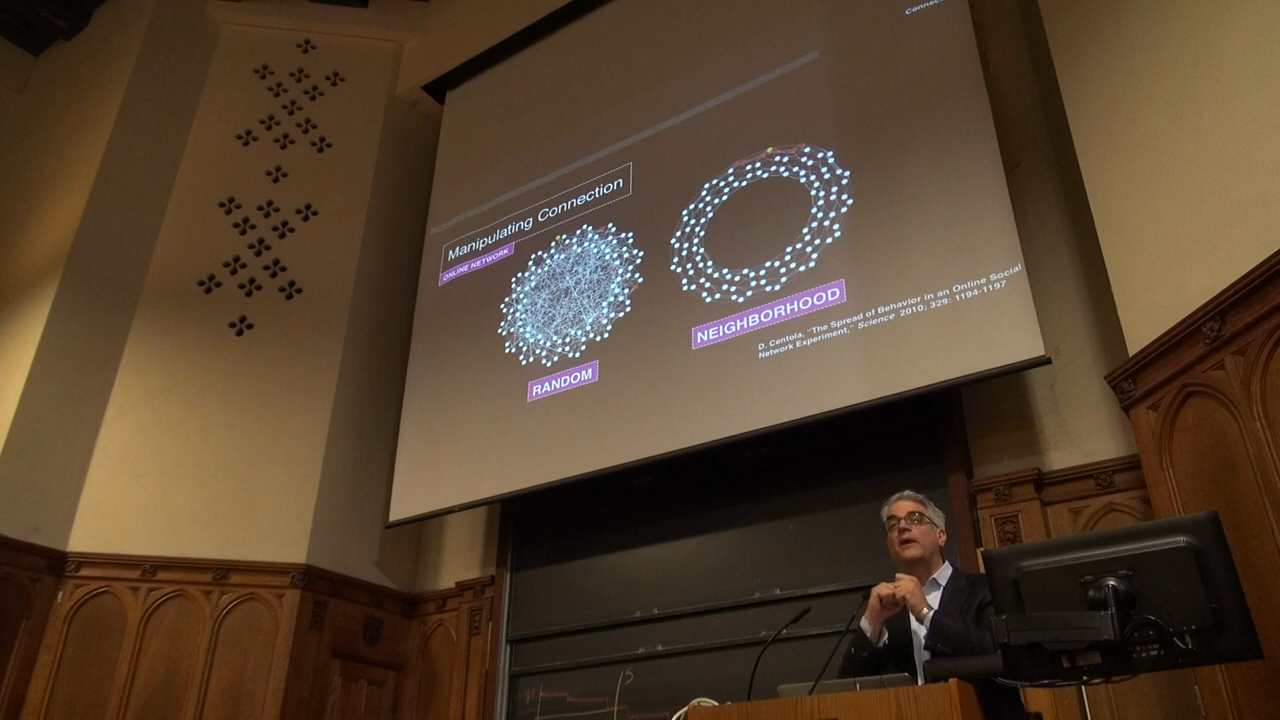 Connec
Manipulating Connection
ONLINE NETWORK
RANDOM
NEIGHBORHOOD
D. Centola, "The Spread of Behavior in an Online Social
Network Experiment," Science 2010; 329: 1194-1197